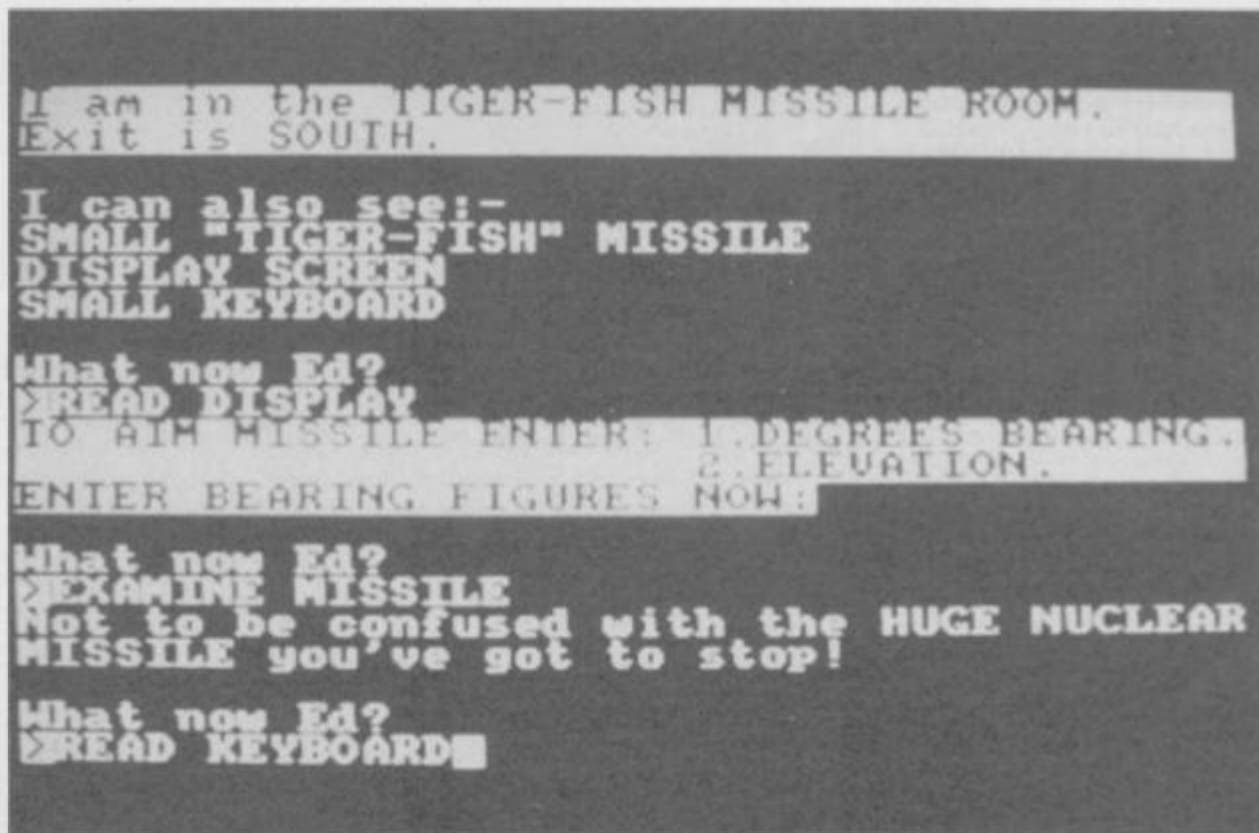 I am in the TIGER-FISH MISSILE ROOM.
Exit is SOUTH.
I can also see:-
SMALL "TIGER-FISH" MISSILE
DISPLAY SCREEN
SMALL KEYBOARD
What now Ed?
>READ DISPLAY
TO AIM MISSILE ENTER: 1.DEGREES BEARING.
2.ELEVATION.
ENTER BEARING FIGURES NOW:
What now Ed?
>EXAMINE MISSILE
Not to be confused with the HUGE NUCLEAR
MISSILE you've got to stop!
What now Ed?
>READ KEYBOARD